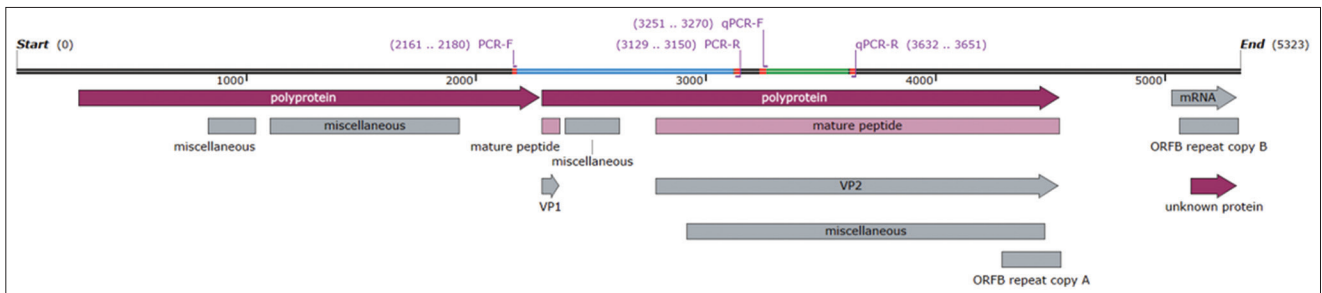 (3251 .. 3270) qPCR-F
Start (0)
(2161 .. 2180) PCR-F
(3129 .. 3150) PCR-R
qPCR-R (3632 .. 3651)
End (5323)
1000
2000
3000
4000
5000
polyprotein
polyprotein
mRNA
miscellaneous
mature peptide
miscellaneous
mature peptide
miscellaneous
ORFB repeat copy B
VP2
VP1
unknown protein
miscellaneous
ORFB repeat copy A